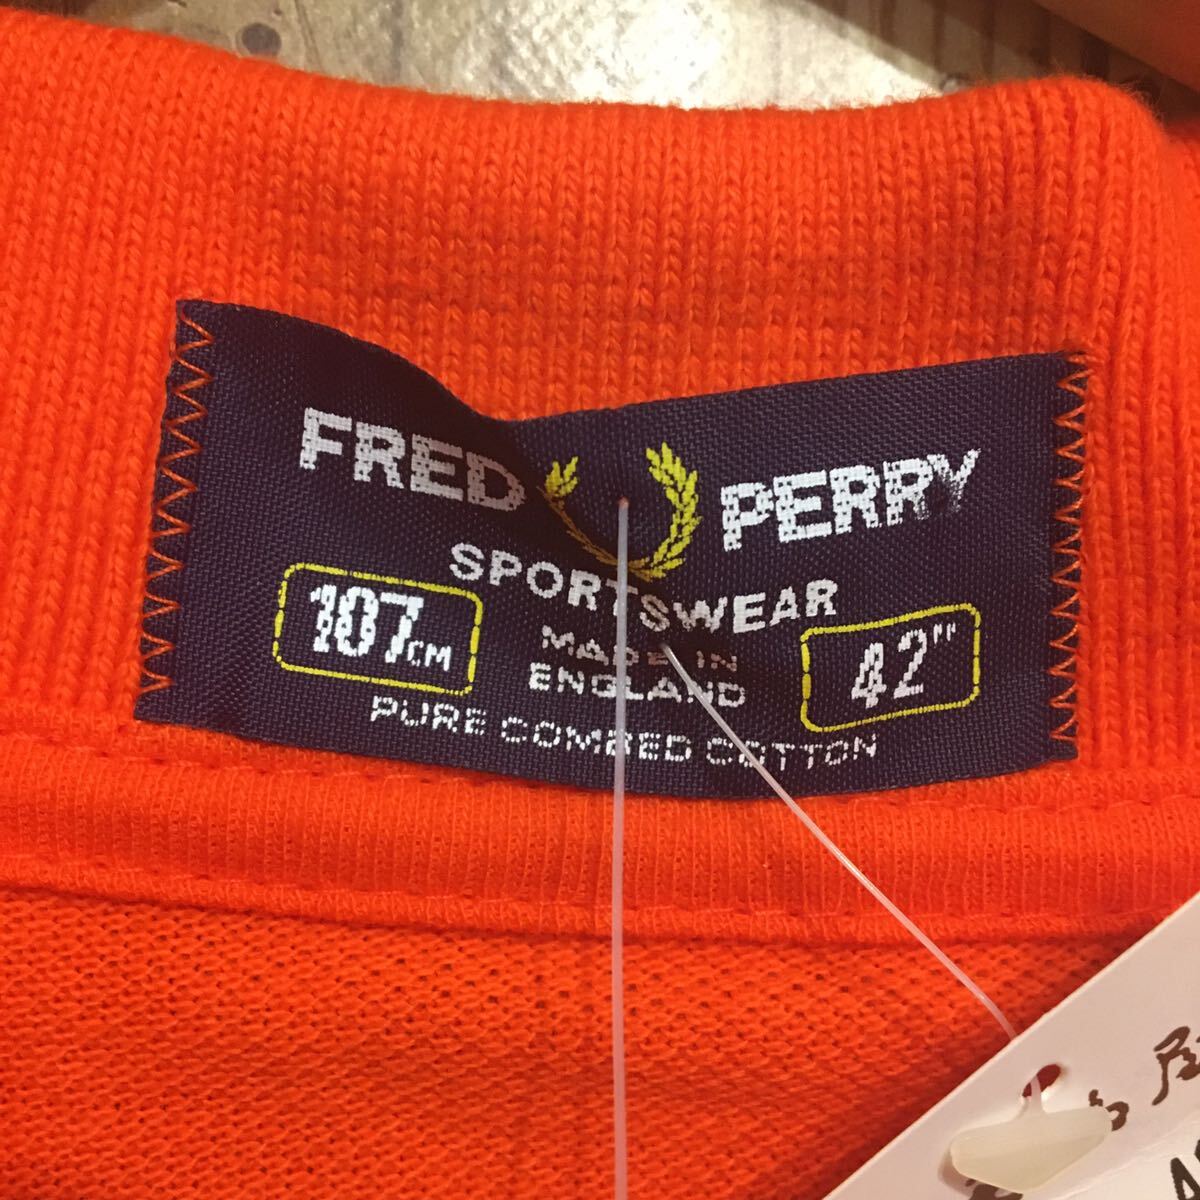 FRED PERRY
SPORTSWEAR
107CM
MADE IN
ENGLAND
42"
PURE COMBED COTTON